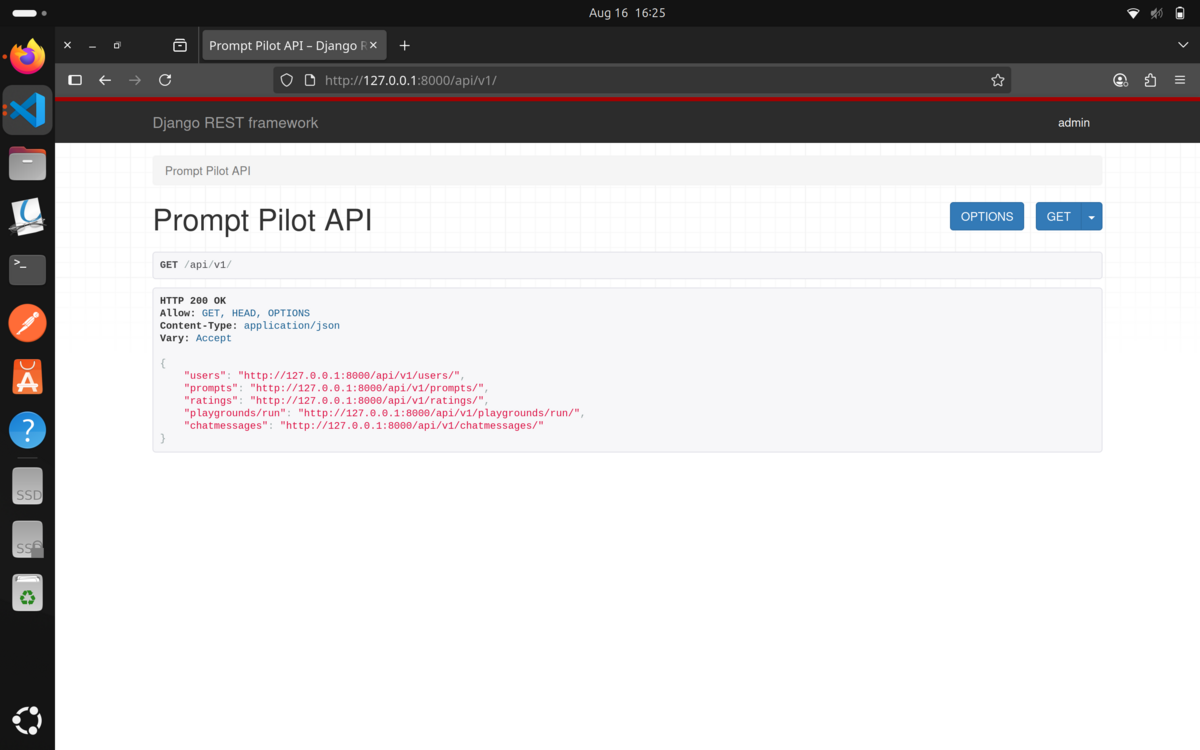 Aug 16 16:25
Prompt Pilot API – Django R
http://127.0.0.1:8000/api/v1/
Django REST framework
admin
Prompt Pilot API
Prompt Pilot API
OPTIONS
GET
GET /api/v1/
HTTP 200 OK
Allow: GET, HEAD, OPTIONS
Content-Type: application/json
Vary: Accept
{
"users": "http://127.0.0.1:8000/api/v1/users/",
"prompts": "http://127.0.0.1:8000/api/v1/prompts/",
"ratings": "http://127.0.0.1:8000/api/v1/ratings/",
"playgrounds/run": "http://127.0.0.1:8000/api/v1/playgrounds/run/",
"chatmessages": "http://127.0.0.1:8000/api/v1/chatmessages/"
}
>_
A
?
SSD
SS